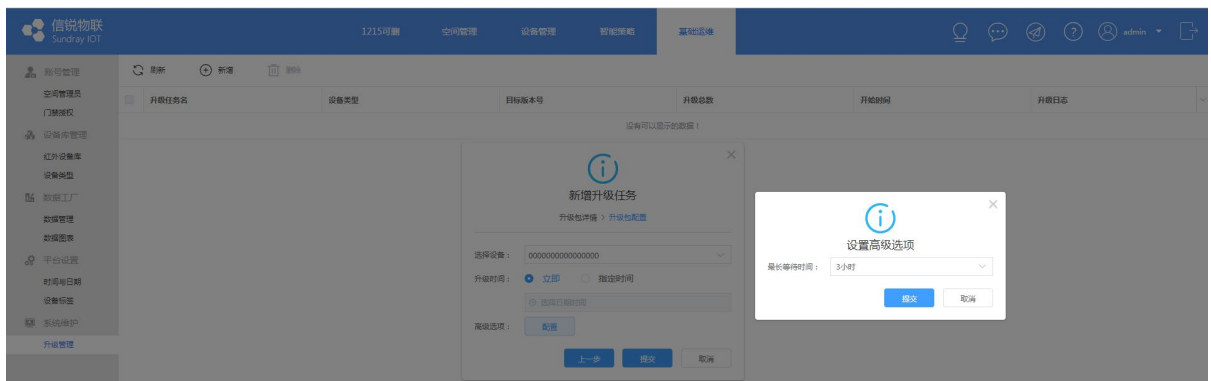 信锐物联
Sundray IOT
1215可删 空间管理 设备管理 智能策略 基础运维
admin
账号管理
空间管理员
门禁授权
设备库管理
红外设备库
设备类型
数据工厂
数据管理
数据图表
平台设置
时间与日期
设备标签
系统维护
升级管理
刷新 新增 删除
升级任务名 设备类型 目标版本号 升级总数 开始时间 升级日志
没有可以显示的数据!
新增升级任务
升级包详情 > 升级包配置
选择设备: 0000000000000000
升级时间: 立即 指定时间
选择日期时间
高级选项: 配置
上一步 提交 取消
设置高级选项
最长等待时间: 3小时
提交 取消